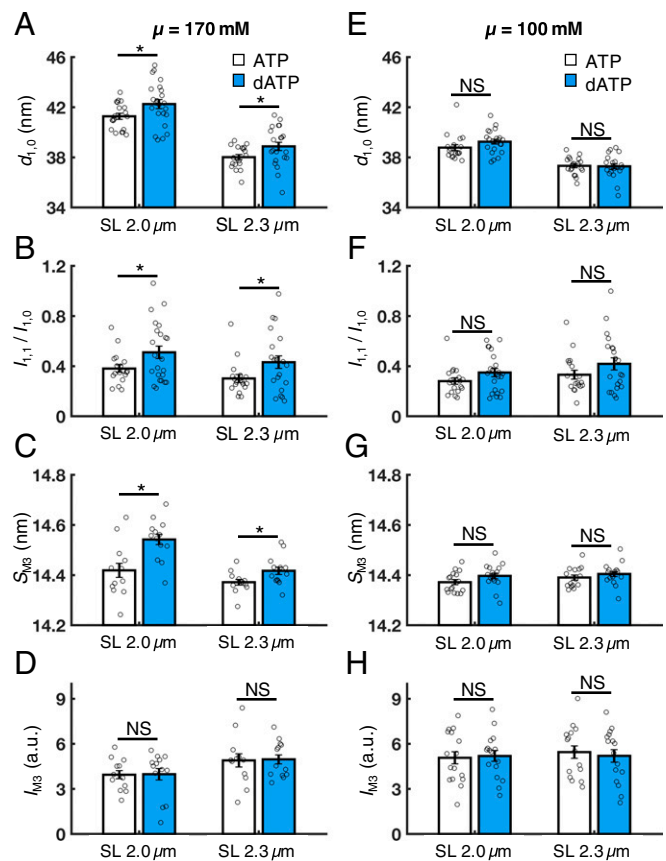 A
μ = 170 mM
ATP
dATP
*
*
46
42
38
34
d1,0 (nm)
SL 2.0 μm
SL 2.3 μm
B
*
*
1.2
0.8
0.4
0
I1,1 / I1,0
SL 2.0 μm
SL 2.3 μm
C
*
*
14.8
14.6
14.4
14.2
SM3 (nm)
SL 2.0 μm
SL 2.3 μm
D
NS
NS
9
6
3
0
IM3 (a.u.)
SL 2.0 μm
SL 2.3 μm
E
μ = 100 mM
ATP
dATP
NS
NS
46
42
38
34
d1,0 (nm)
SL 2.0 μm
SL 2.3 μm
F
NS
NS
1.2
0.8
0.4
0
I1,1 / I1,0
SL 2.0 μm
SL 2.3 μm
G
NS
NS
14.8
14.6
14.4
14.2
SM3 (nm)
SL 2.0 μm
SL 2.3 μm
H
NS
NS
9
6
3
0
IM3 (a.u.)
SL 2.0 μm
SL 2.3 μm